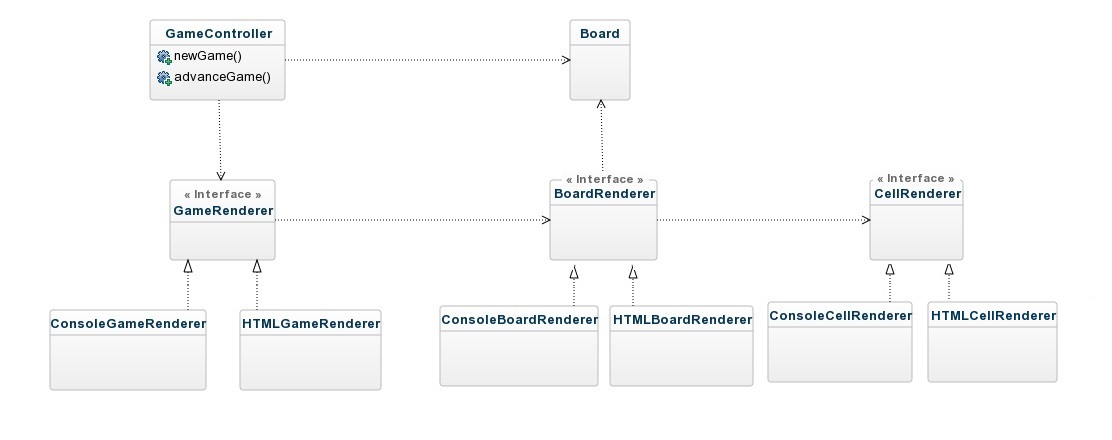 GameController
newGame()
advanceGame()
Board
« Interface »
GameRenderer
« Interface »
BoardRenderer
« Interface »
CellRenderer
ConsoleGameRenderer
HTMLGameRenderer
ConsoleBoardRenderer
HTMLBoardRenderer
ConsoleCellRenderer
HTMLCellRenderer